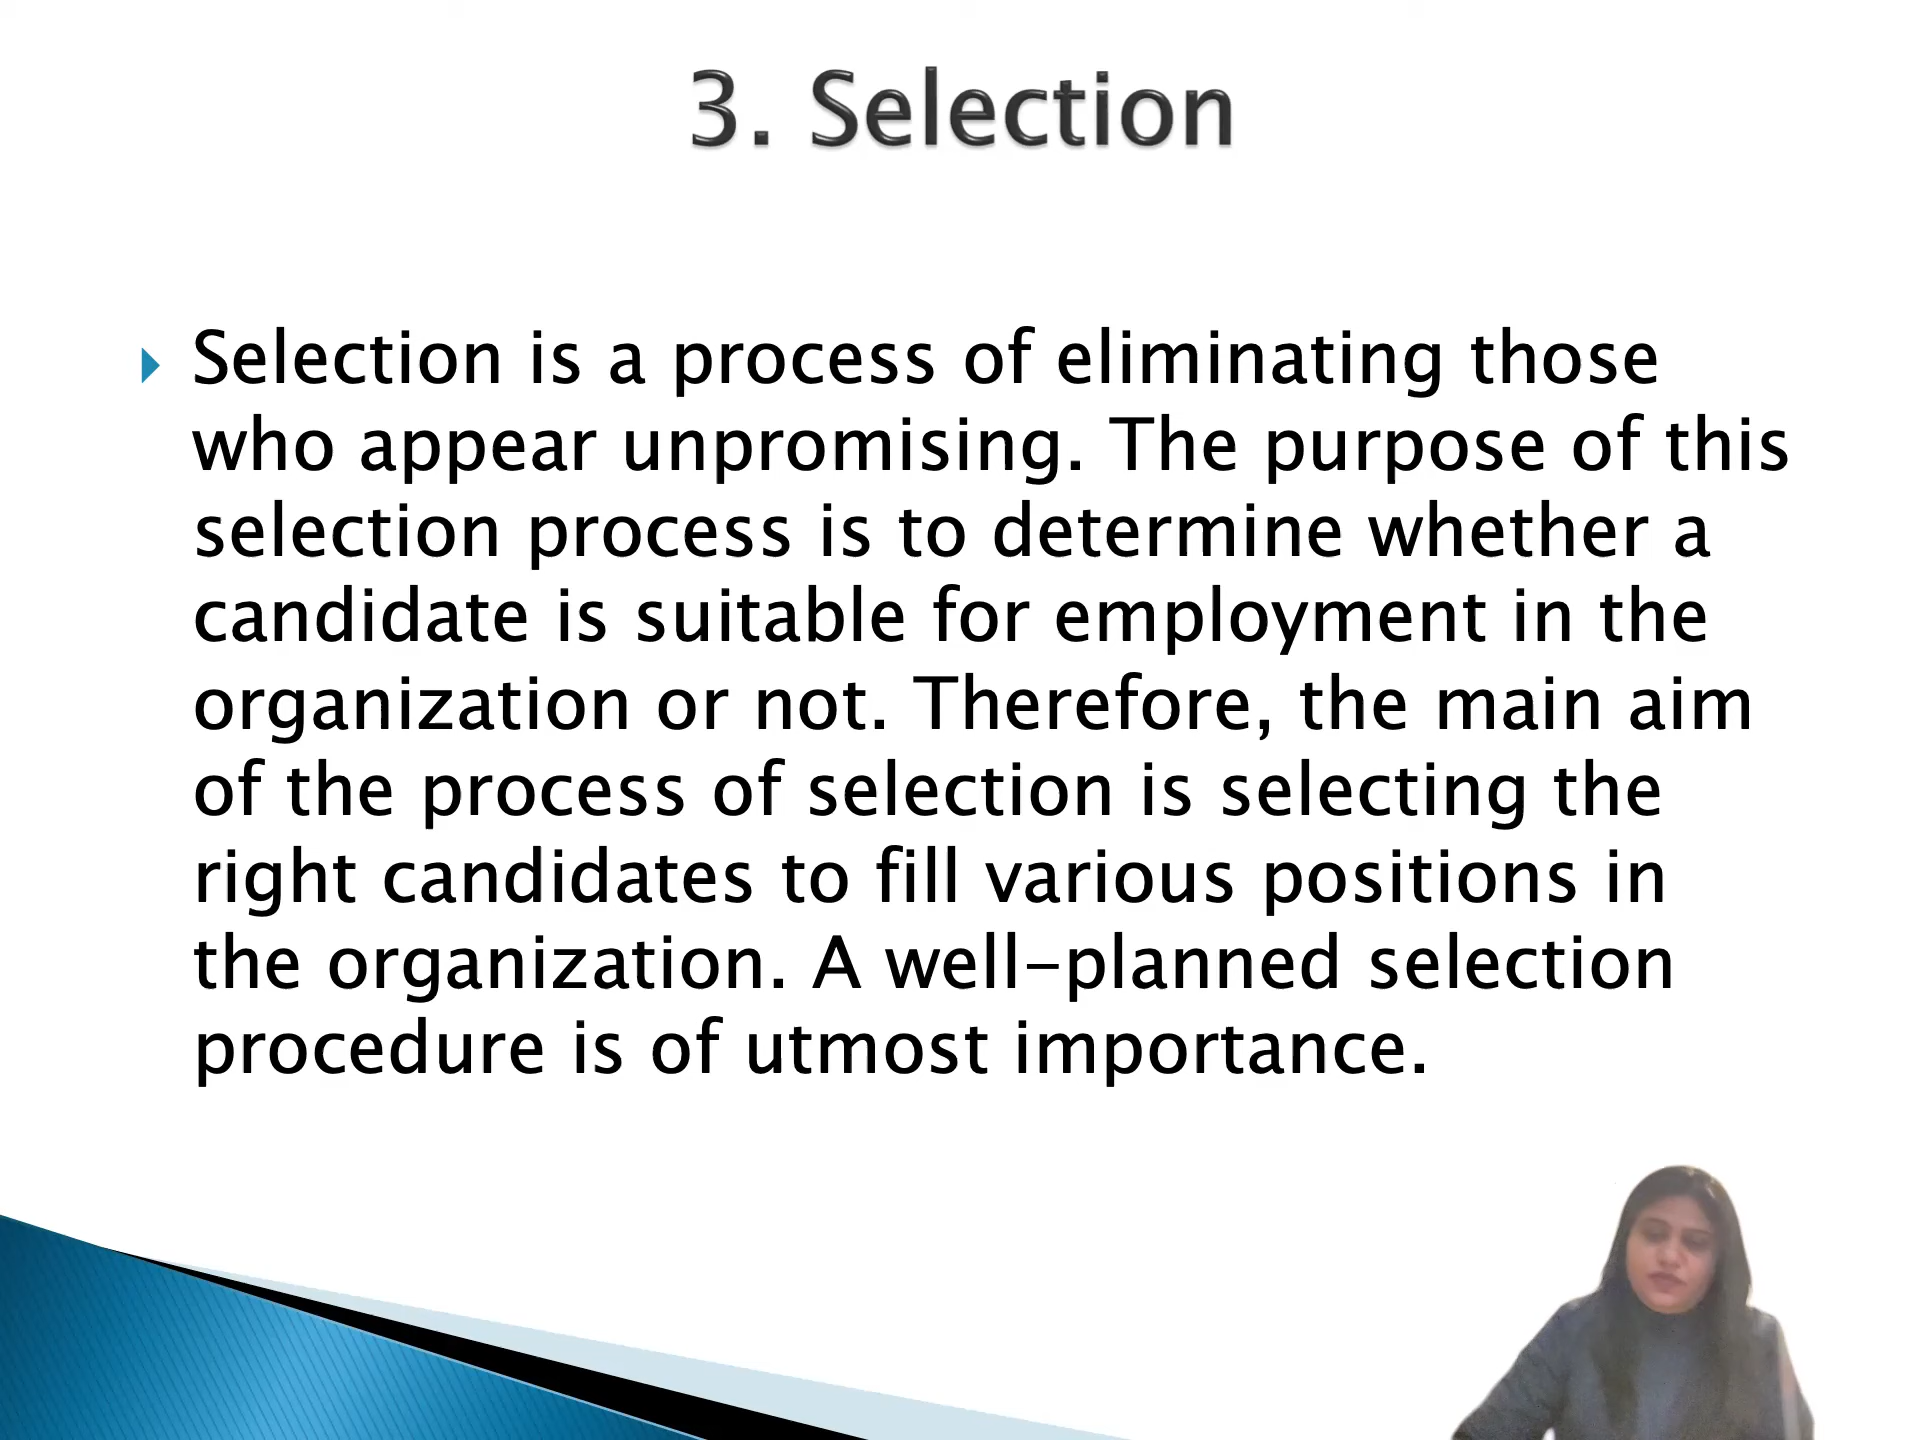 3. Selection
Selection is a process of eliminating those
who appear unpromising. The purpose of this
selection process is to determine whether a
candidate is suitable for employment in the
organization or not. Therefore, the main aim
of the process of selection is selecting the
right candidates to fill various positions in
the organization. A well-planned selection
procedure is of utmost importance.